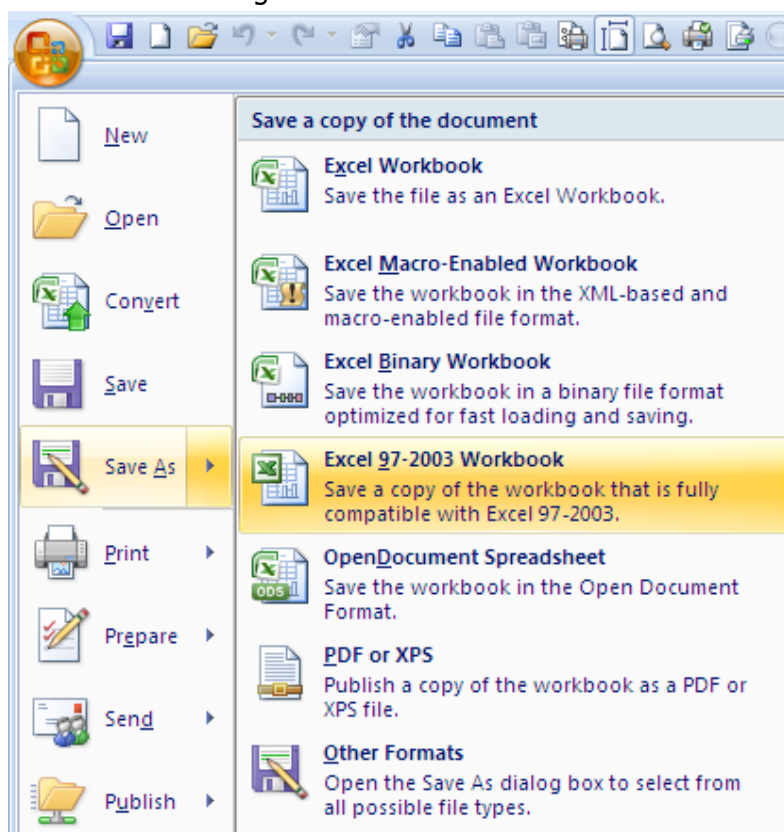 New
Open
Convert
Save
Save As
Print
Prepare
Send
Publish
Save a copy of the document
Excel Workbook
Save the file as an Excel Workbook.
Excel Macro-Enabled Workbook
Save the workbook in the XML-based and
macro-enabled file format.
Excel Binary Workbook
Save the workbook in a binary file format
optimized for fast loading and saving.
Excel 97-2003 Workbook
Save a copy of the workbook that is fully
compatible with Excel 97-2003.
ODS
OpenDocument Spreadsheet
Save the workbook in the Open Document
Format.
PDF or XPS
Publish a copy of the workbook as a PDF or
XPS file.
Other Formats
Open the Save As dialog box to select from
all possible file types.